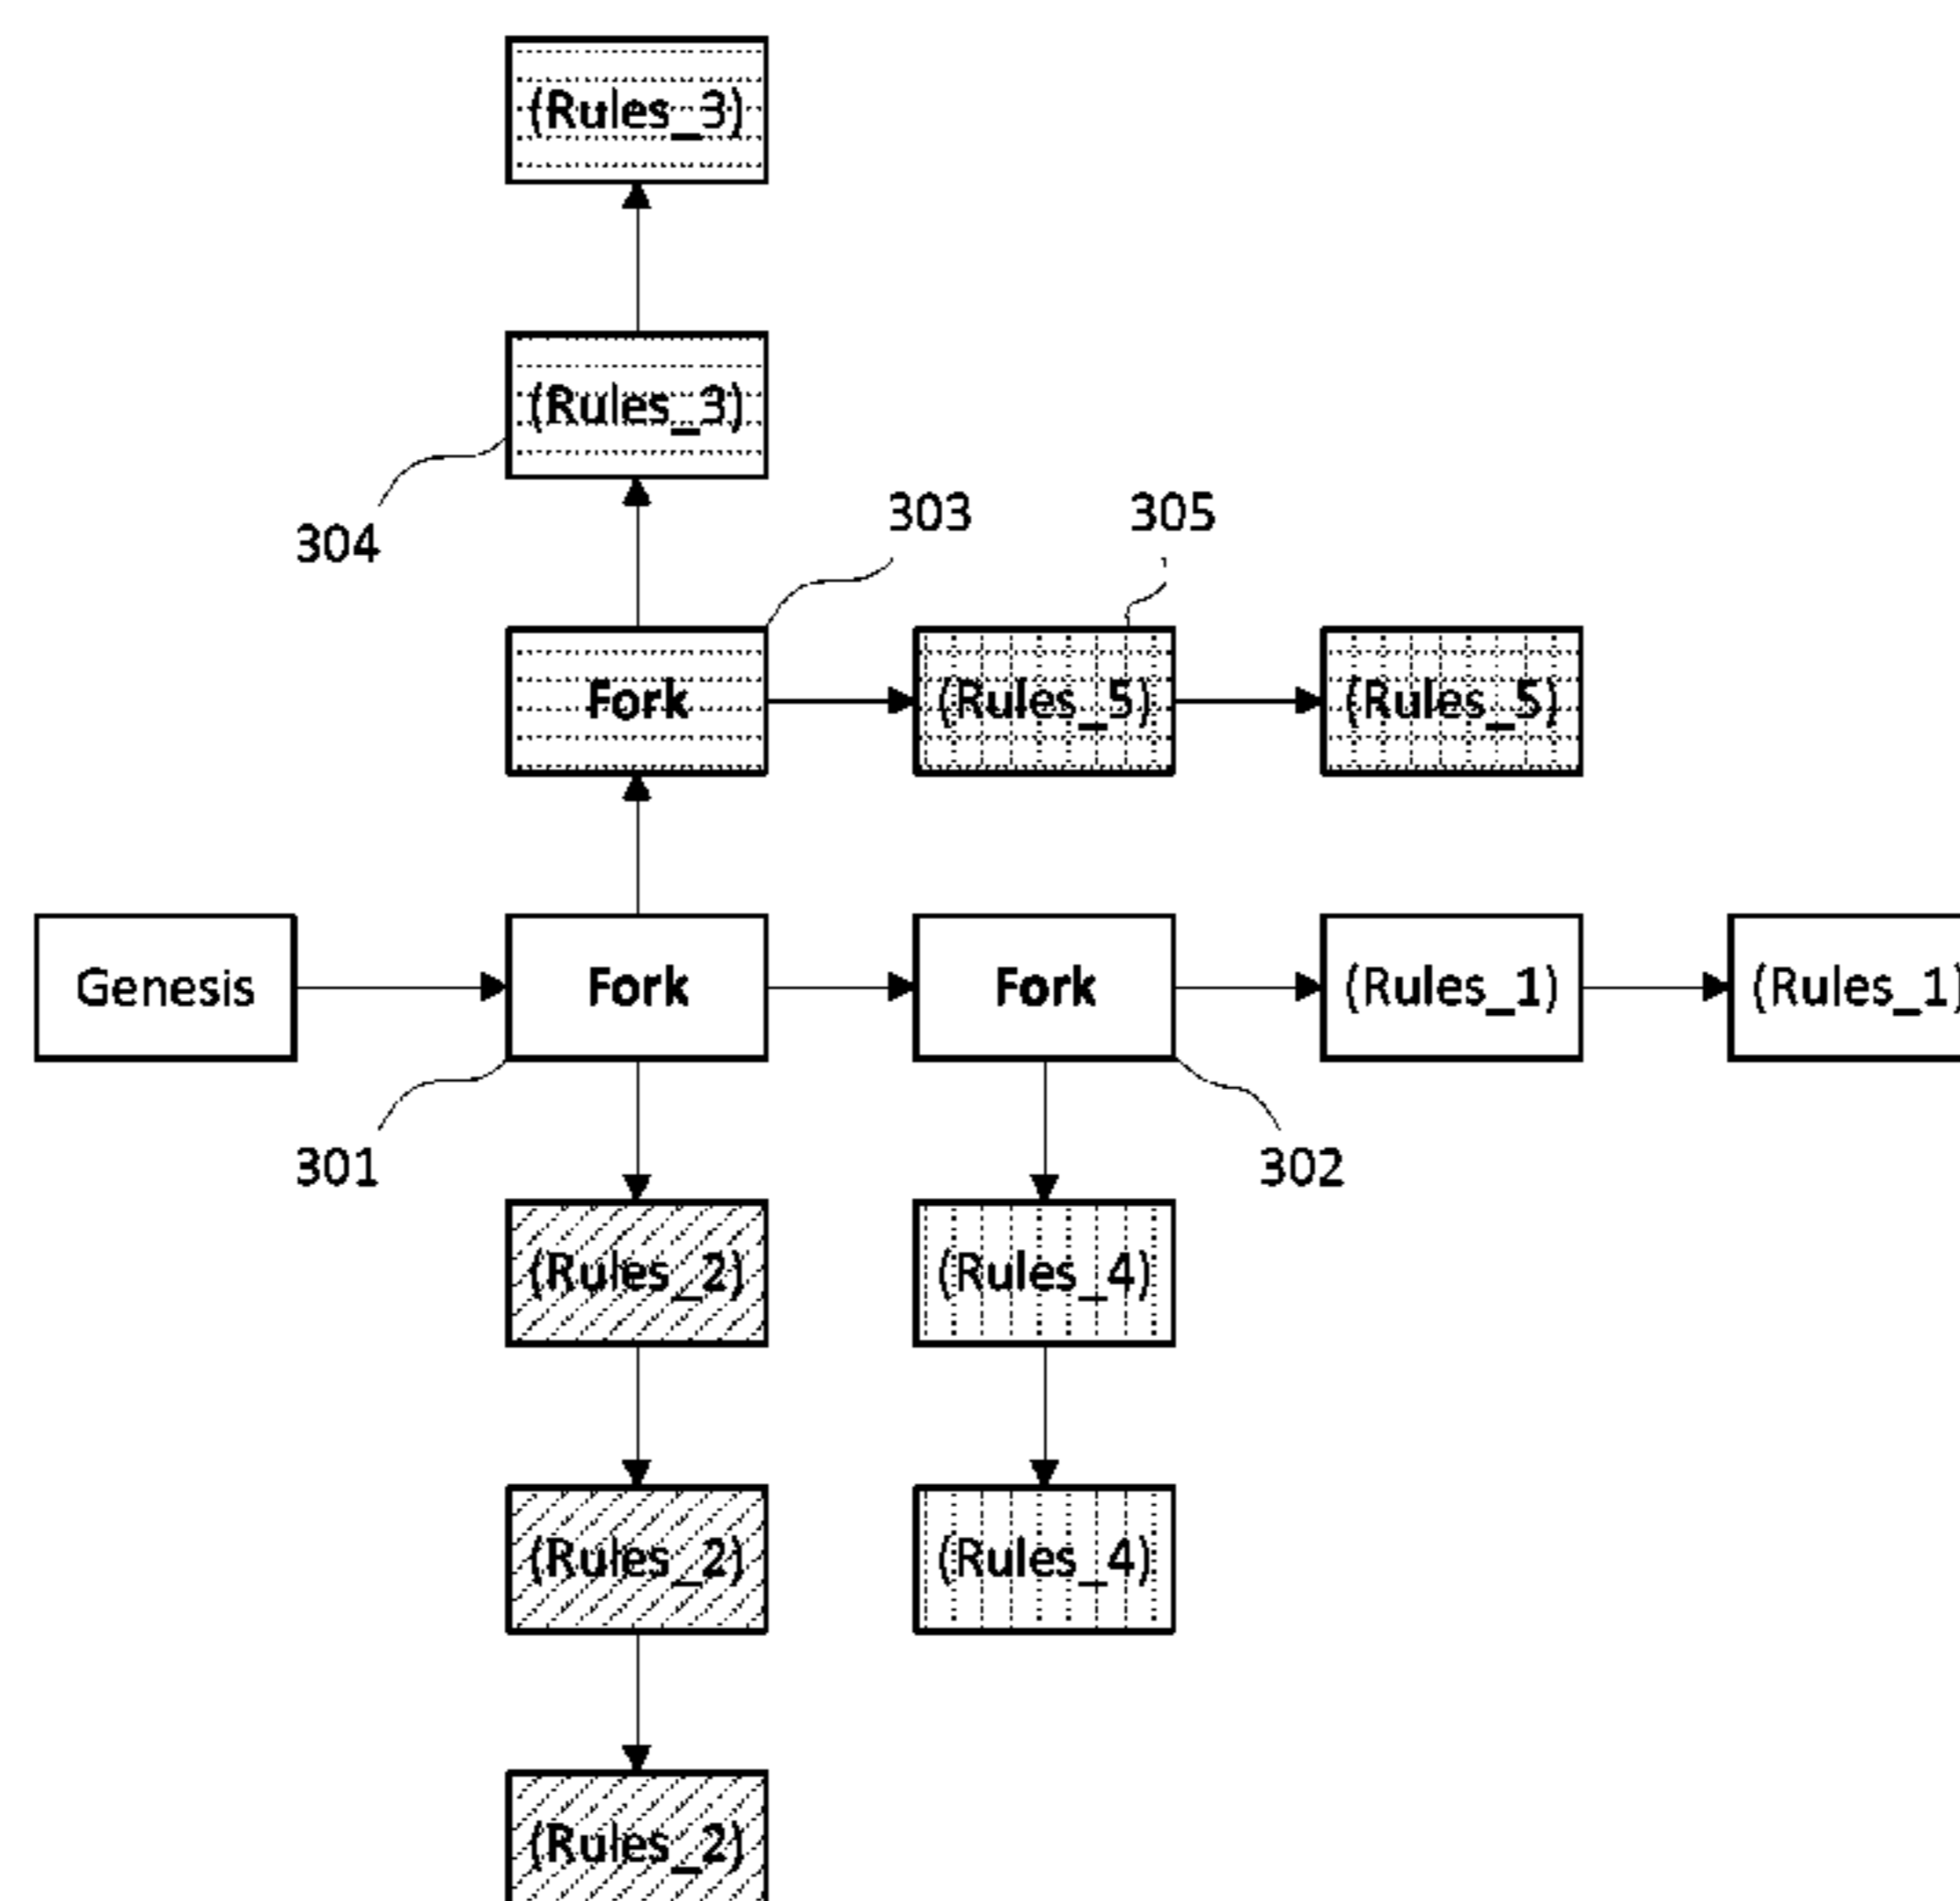 (Rules_3)
(Rules_3)
304
303
305
Fork
(Rules_5)
(Rules_5)
Genesis
Fork
Fork
(Rules_1)
(Rules_1)
301
302
(Rules_2)
(Rules_4)
(Rules_2)
(Rules_4)
(Rules_2)